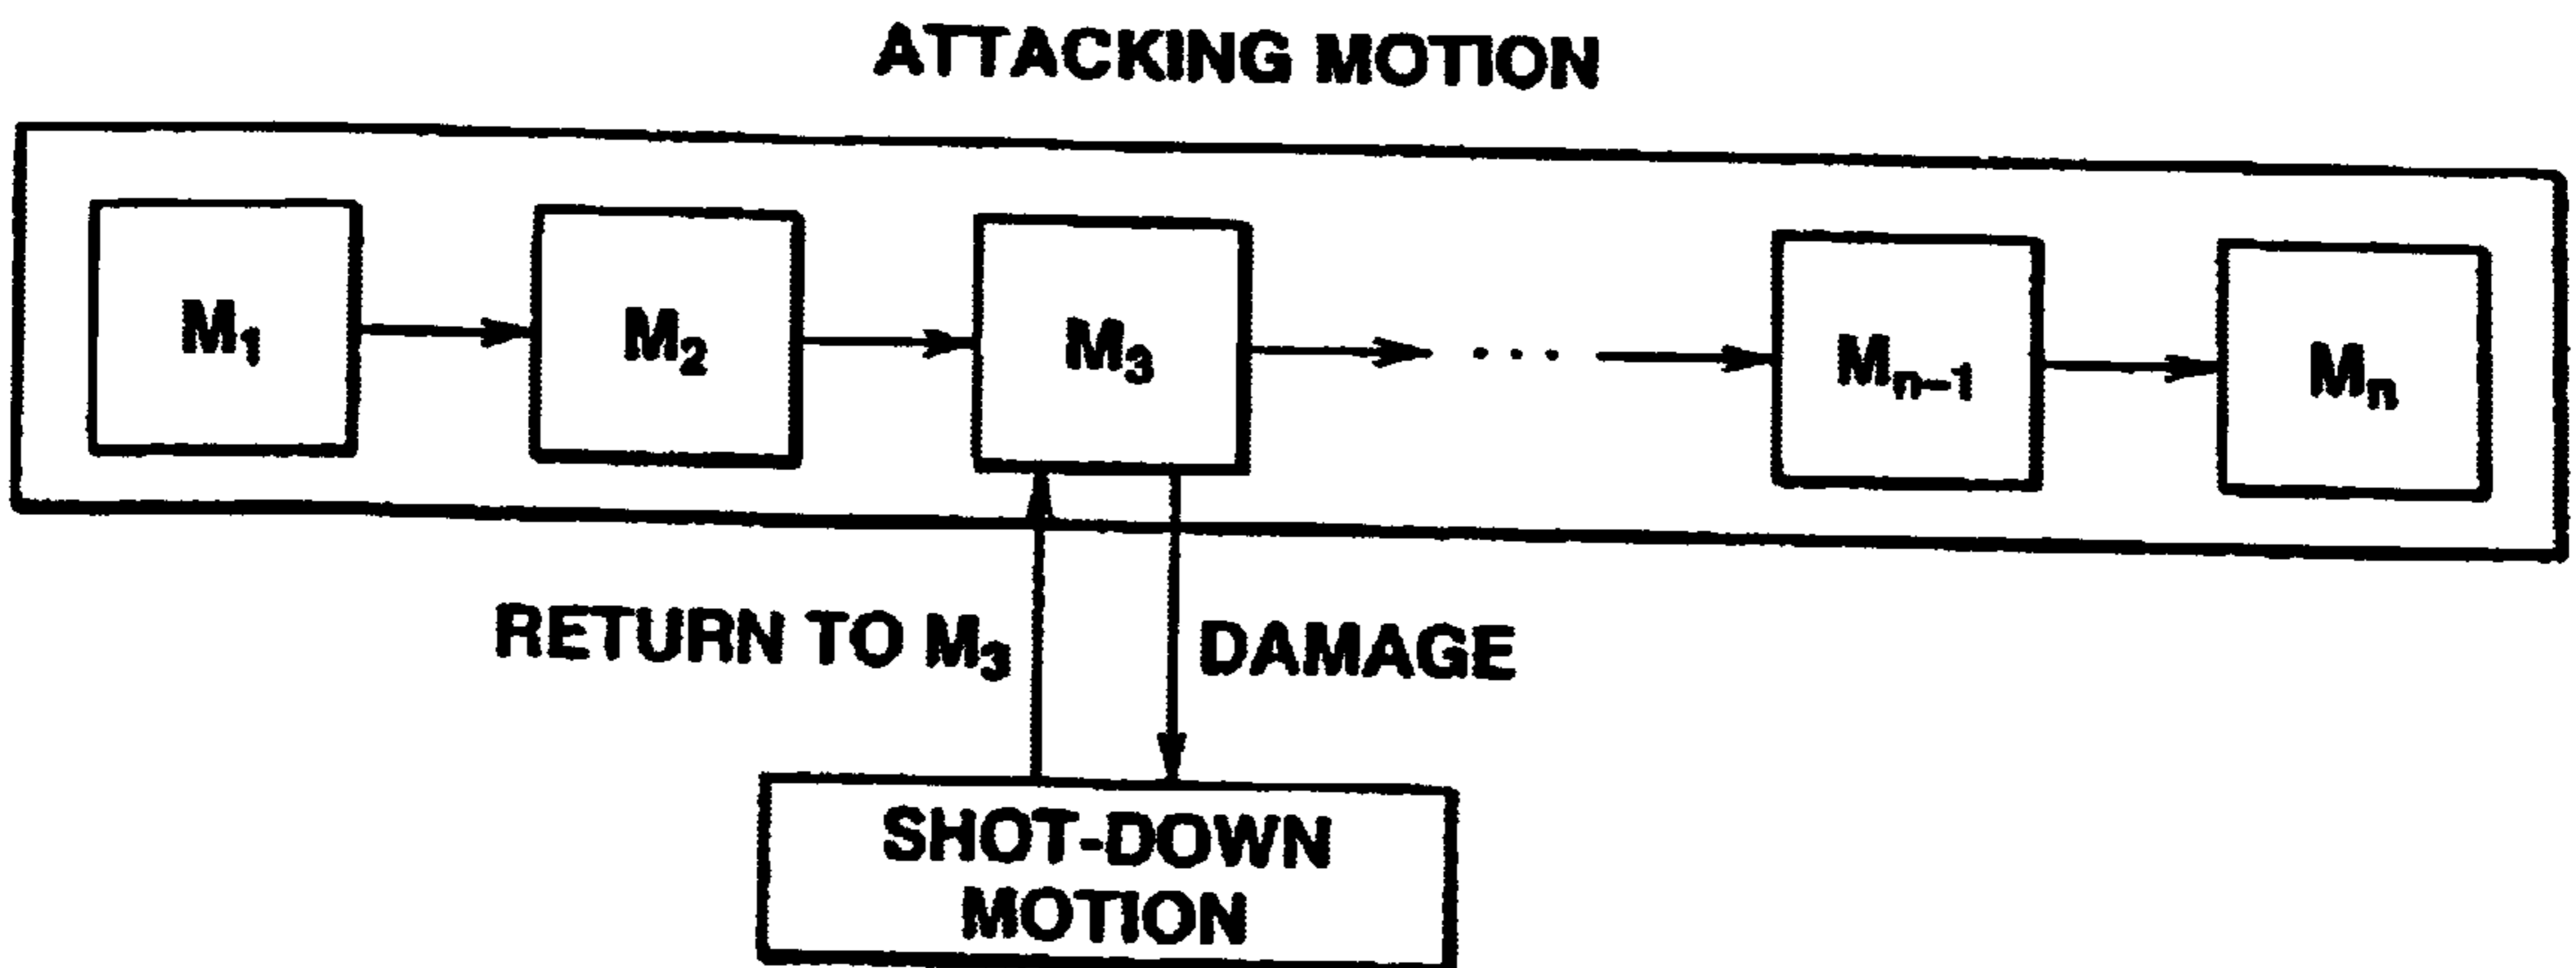 ATTACKING MOTION
M₁ M₂ M₃ · · · Mₙ₋₁ Mₙ
RETURN TO M₃ DAMAGE
SHOT-DOWN
MOTION